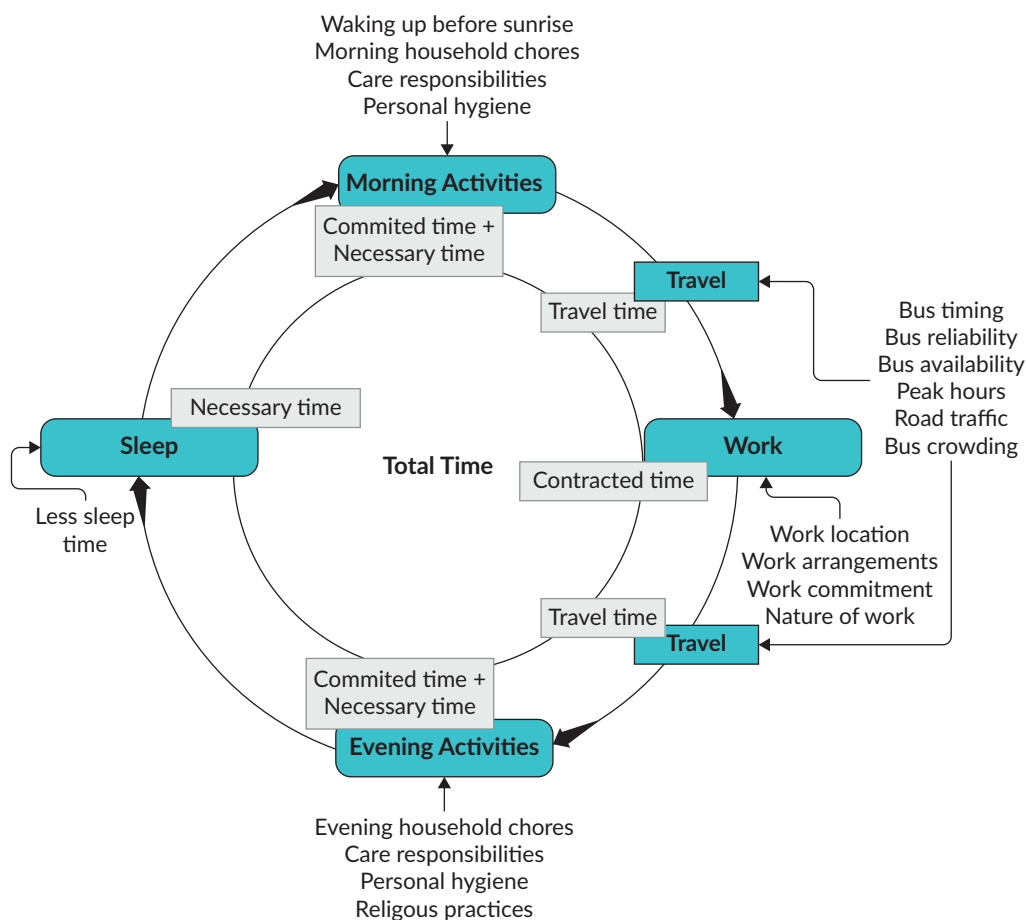 Waking up before sunrise
Morning household chores
Care responsibilities
Personal hygiene
Morning Activities
Commited time +
Necessary time
Travel
Travel time
Bus timing
Bus reliability
Bus availability
Peak hours
Road traffic
Bus crowding
Necessary time
Sleep
Total Time
Work
Contracted time
Less sleep
time
Work location
Work arrangements
Work commitment
Nature of work
Travel time
Travel
Commited time +
Necessary time
Evening Activities
Evening household chores
Care responsibilities
Personal hygiene
Religous practices